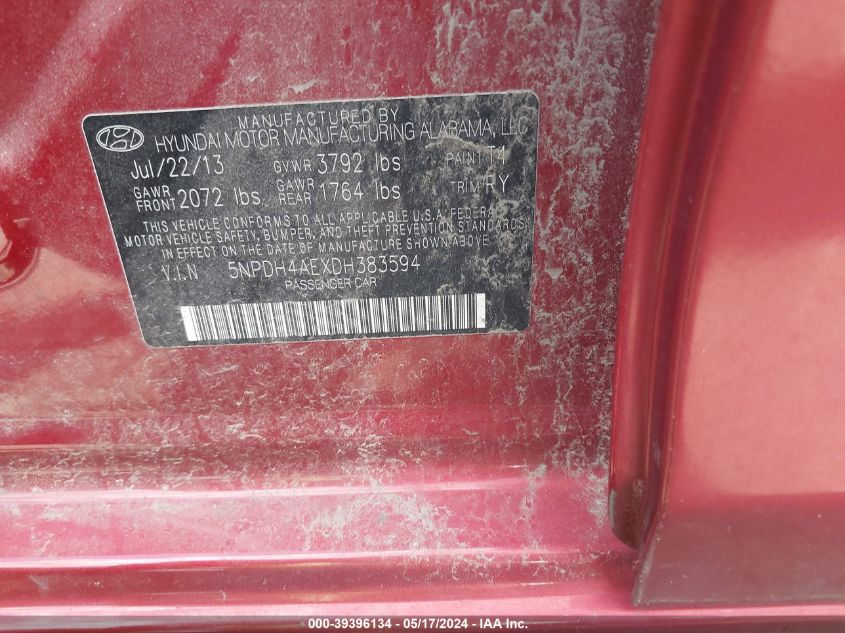 MANUFACTURED BY
HYUNDAI MOTOR MANUFACTURING ALABAMA, LLC
Jul/22/13 GVWR 3792 lbs PAINT T4
GAWR FRONT 2072 lbs GAWR REAR 1764 lbs TRIM RY
THIS VEHICLE CONFORMS TO ALL APPLICABLE U.S.A. FEDERAL
MOTOR VEHICLE SAFETY, BUMPER, AND THEFT PREVENTION STANDARDS
IN EFFECT ON THE DATE OF MANUFACTURE SHOWN ABOVE.
V.I.N 5NPDH4AEXDH383594
PASSENGER CAR
000-39396134 - 05/17/2024 - IAA Inc.